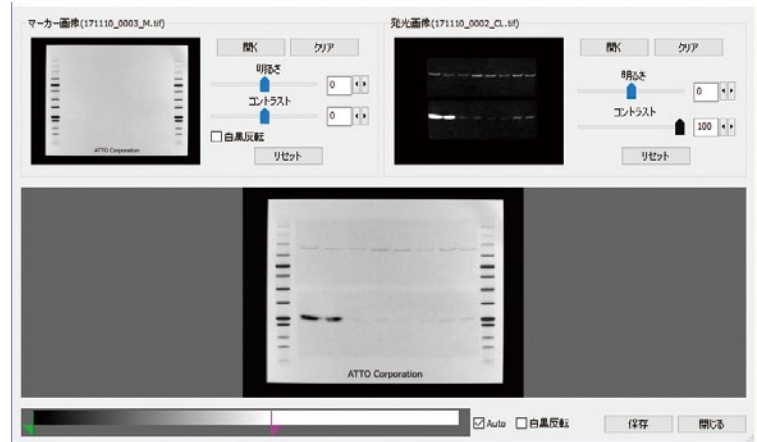 マーカー画像(171110_0003_M.tif)
開く クリア
明るさ
0
コントラスト
0
白黒反転
リセット
ATTO Corporation
発光画像(171110_0002_CL.tif)
開く クリア
明るさ
0
コントラスト
100
リセット
ATTO Corporation
Auto 白黒反転 保存 閉じる